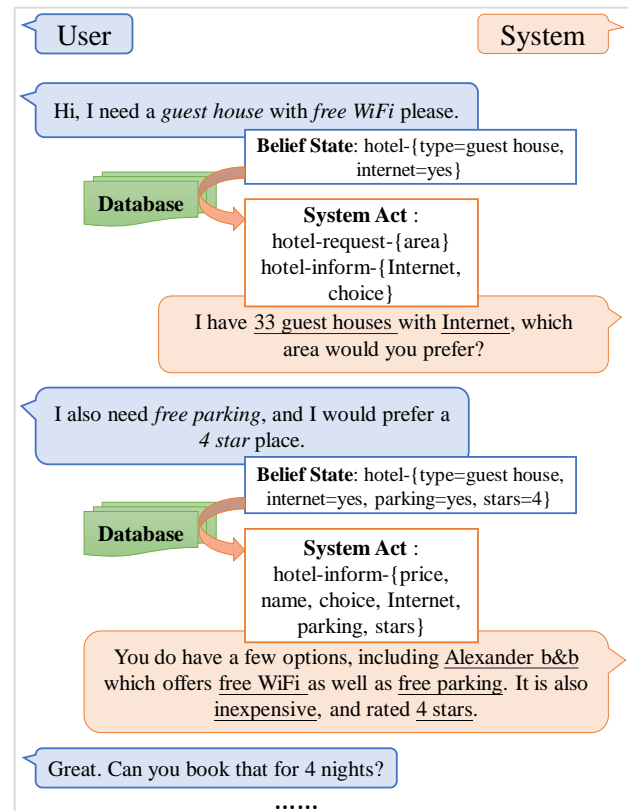 User
System
Hi, I need a guest house with free WiFi please.
Belief State: hotel-{type=guest house,
internet=yes}
Database
System Act :
hotel-request-{area}
hotel-inform-{Internet,
choice}
I have 33 guest houses with Internet, which
area would you prefer?
I also need free parking, and I would prefer a
4 star place.
Belief State: hotel-{type=guest house,
internet=yes, parking=yes, stars=4}
Database
System Act :
hotel-inform-{price,
name, choice, Internet,
parking, stars}
You do have a few options, including Alexander b&b
which offers free WiFi as well as free parking. It is also
inexpensive, and rated 4 stars.
Great. Can you book that for 4 nights?
……